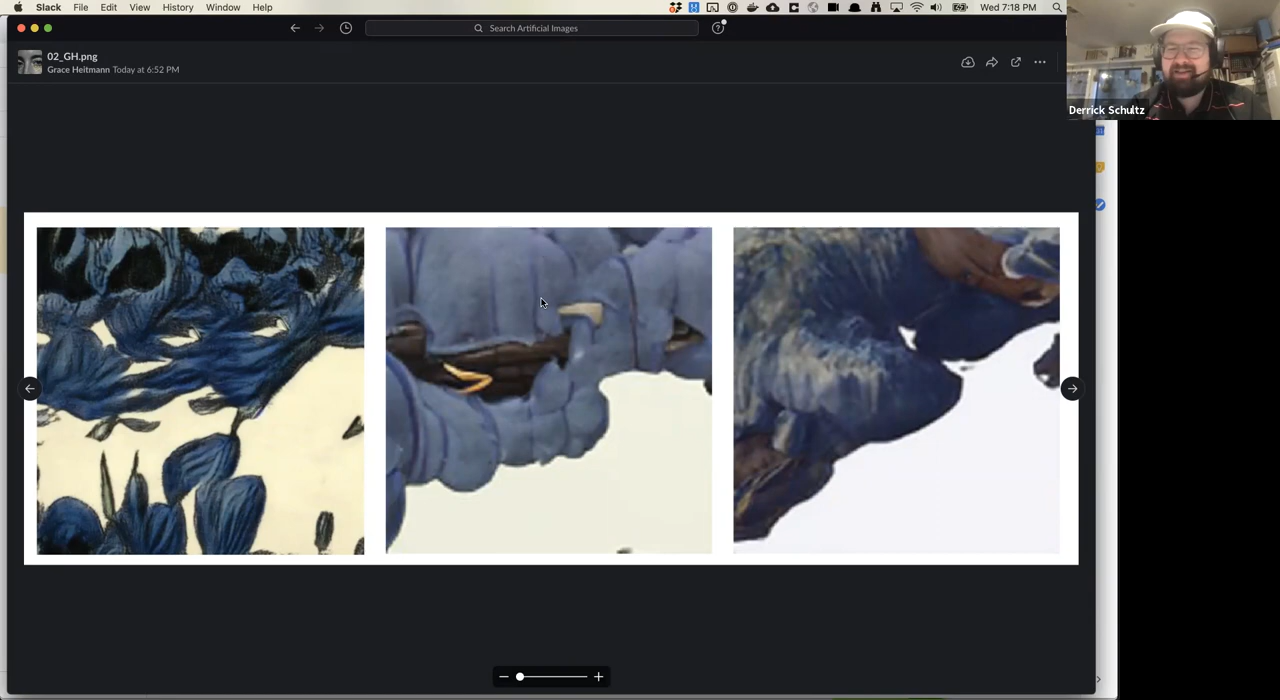 Slack File Edit View History Window Help Wed 7:18 PM
Search Artificial Images
02_GH.png
Grace Heitmann Today at 6:52 PM
Derrick Schultz